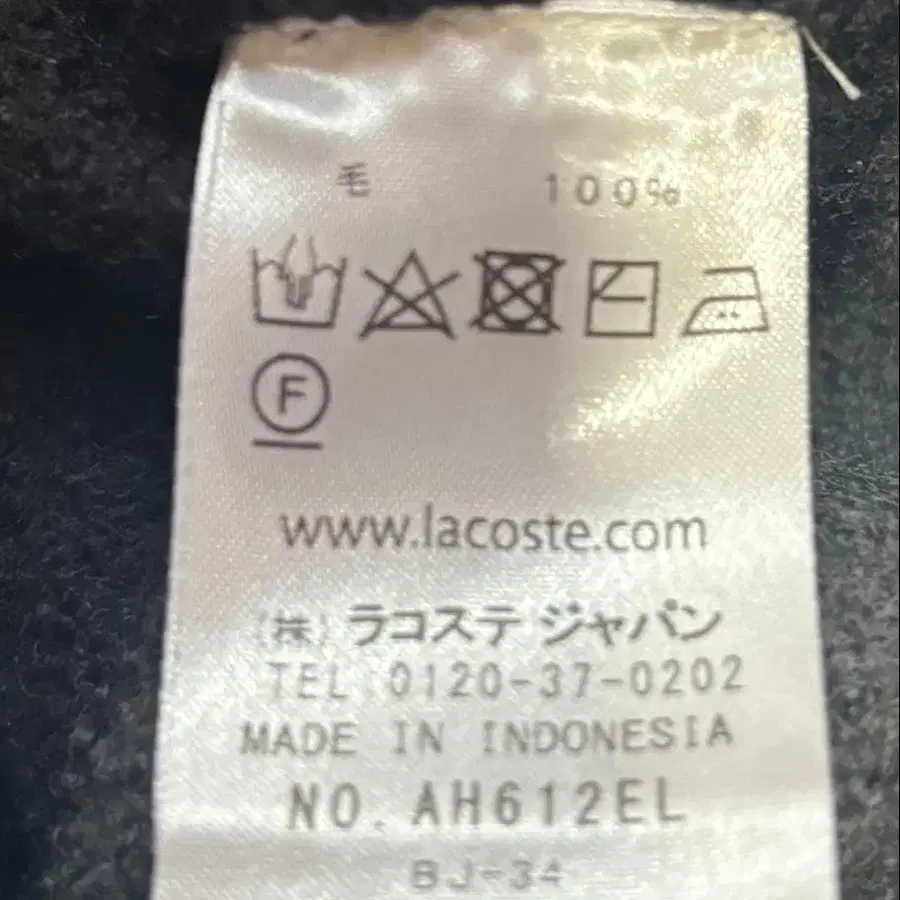 毛 100%
F
www.lacoste.com
(株) ラコステ ジャパン
TEL 0120-37-0202
MADE IN INDONESIA
NO. AH612EL
BJ-34